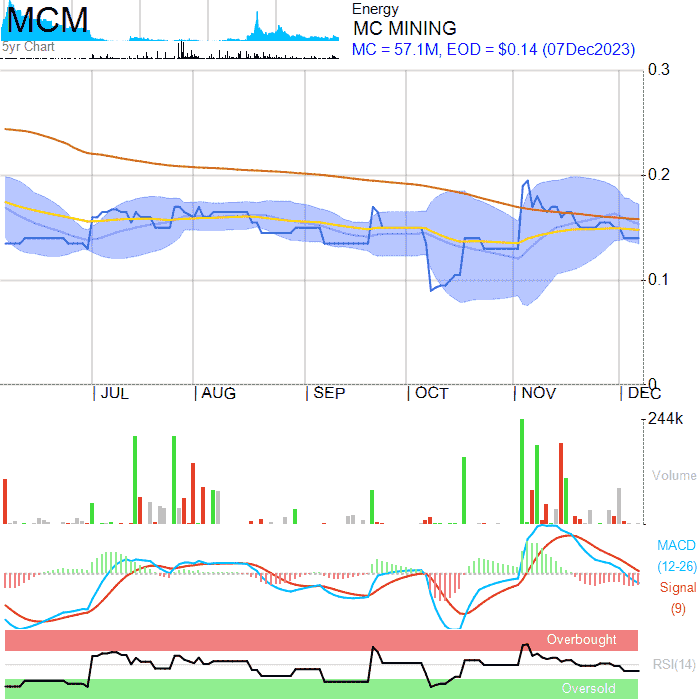 MCM
5yr Chart
Energy
MC MINING
MC = 57.1M, EOD = $0.14 (07Dec2023)
0.3
0.2
0.1
0
JUL AUG SEP OCT NOV DEC
244k
Volume
MACD
(12-26)
Signal
(9)
Overbought
RSI(14)
Oversold